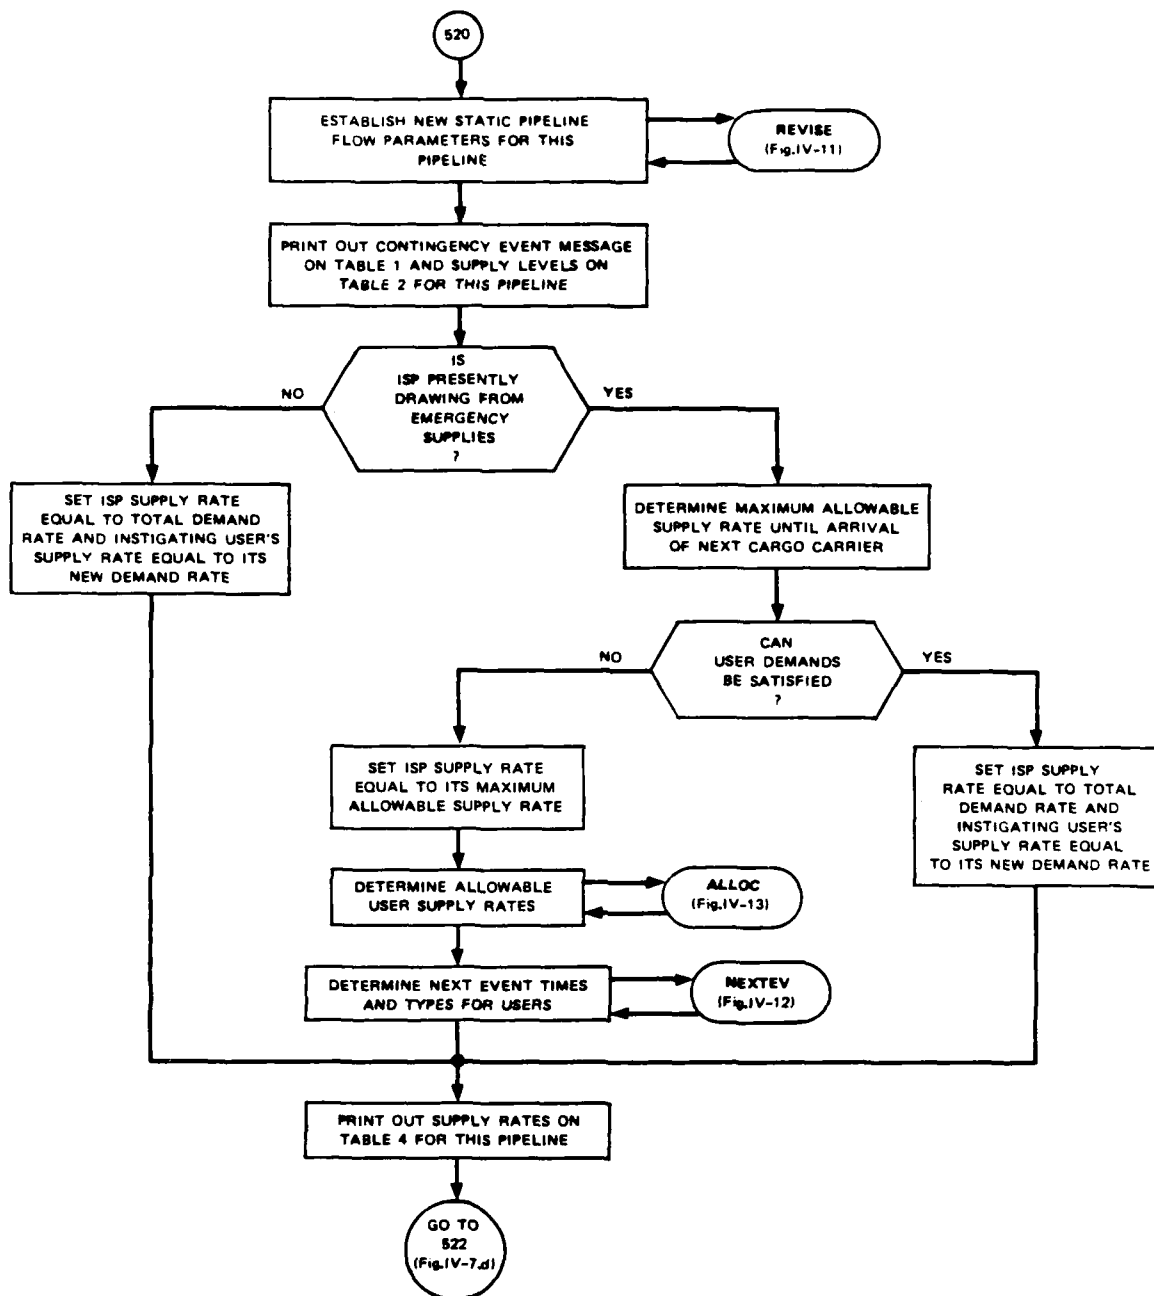 520
ESTABLISH NEW STATIC PIPELINE
FLOW PARAMETERS FOR THIS
PIPELINE
REVISE
(Fig.IV-11)
PRINT OUT CONTINGENCY EVENT MESSAGE
ON TABLE 1 AND SUPPLY LEVELS ON
TABLE 2 FOR THIS PIPELINE
IS
ISP PRESENTLY
DRAWING FROM
EMERGENCY
SUPPLIES
?
NO
YES
SET ISP SUPPLY RATE
EQUAL TO TOTAL DEMAND
RATE AND INSTIGATING USER'S
SUPPLY RATE EQUAL TO ITS
NEW DEMAND RATE
DETERMINE MAXIMUM ALLOWABLE
SUPPLY RATE UNTIL ARRIVAL
OF NEXT CARGO CARRIER
CAN
USER DEMANDS
BE SATISFIED
?
NO
YES
SET ISP SUPPLY RATE
EQUAL TO ITS MAXIMUM
ALLOWABLE SUPPLY RATE
SET ISP SUPPLY
RATE EQUAL TO TOTAL
DEMAND RATE AND
INSTIGATING USER'S
SUPPLY RATE EQUAL
TO ITS NEW DEMAND RATE
DETERMINE ALLOWABLE
USER SUPPLY RATES
ALLOC
(Fig.IV-13)
DETERMINE NEXT EVENT TIMES
AND TYPES FOR USERS
NEXTEV
(Fig.IV-12)
PRINT OUT SUPPLY RATES ON
TABLE 4 FOR THIS PIPELINE
GO TO
522
(Fig.IV-7.d)